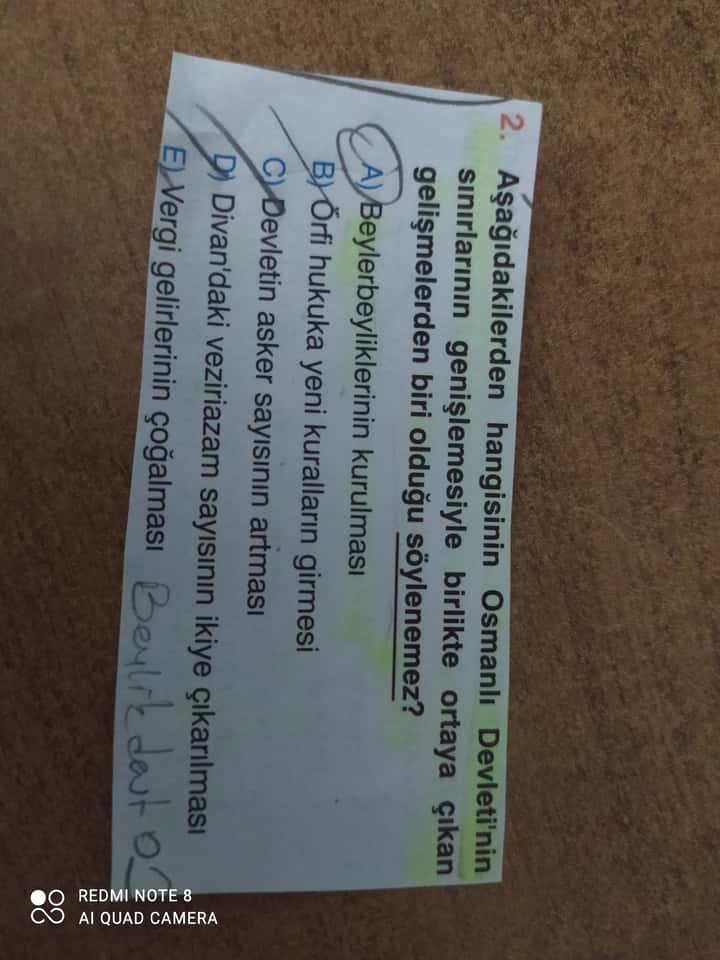 2. Aşağıdakilerden hangisinin Osmanlı Devleti'nin
sınırlarının genişlemesiyle birlikte ortaya çıkan
gelişmelerden biri olduğu söylenemez?
A) Beylerbeyliklerinin kurulması
B) Örfi hukuka yeni kuralların girmesi
C) Devletin asker sayısının artması
D) Divan'daki veziriazam sayısının ikiye çıkarılması
E) Vergi gelirlerinin çoğalması
Beylik
REDMI NOTE 8
AI QUAD CAMERA